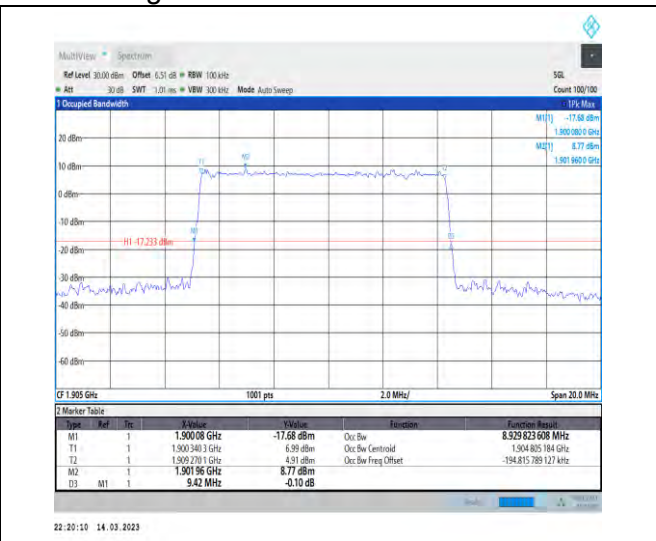 MultiView Spectrum
Ref Level 30.00 dBm Offset 6.51 dB RBW 100 kHz SGL
Att 30 dB SWT 1.01 ms VBW 300 kHz Mode Auto Sweep Count 100/100
1 Occupied Bandwidth 1Pk Max
M1[1] -17.68 dBm
1.900 080 0 GHz
M2[1] 8.77 dBm
1.901 960 0 GHz
20 dBm
M2
T1 T2
10 dBm
0 dBm
-10 dBm
M1 D3
H1 -17.233 dBm
-20 dBm
-30 dBm
-40 dBm
-50 dBm
-60 dBm
CF 1.905 GHz 1001 pts 2.0 MHz/ Span 20.0 MHz
2 Marker Table
Type Ref Trc X-Value Y-Value Function Function Result
M1 1 1.900 08 GHz -17.68 dBm Occ Bw 8.929 823 608 MHz
T1 1 1.900 340 3 GHz 6.99 dBm Occ Bw Centroid 1.904 805 184 GHz
T2 1 1.909 270 1 GHz 4.91 dBm Occ Bw Freq Offset -194.815 789 127 kHz
M2 1 1.901 96 GHz 8.77 dBm
D3 M1 1 9.42 MHz -0.10 dB
22:20:10 14.03.2023